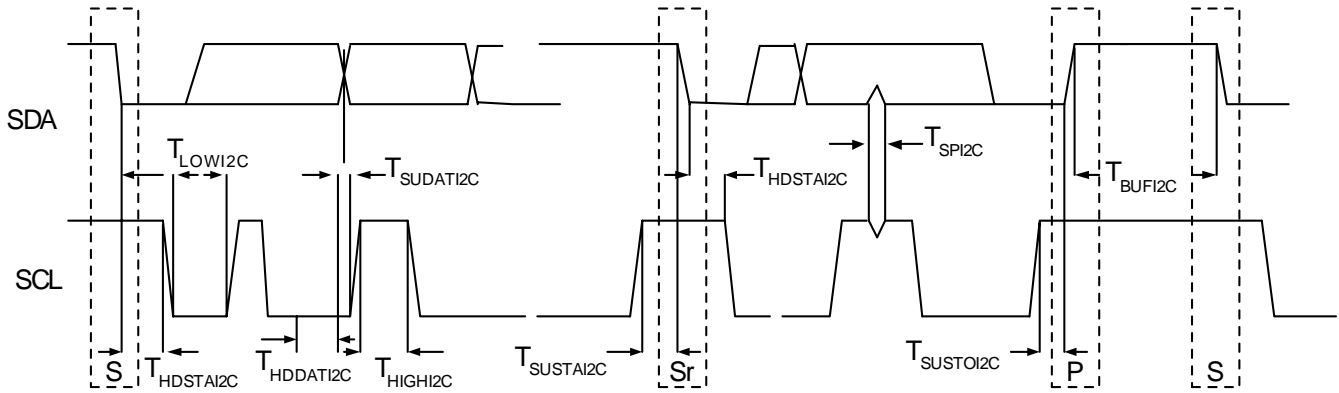 SDA
T_LOWI2C
T_SUDATI2C
T_SPI2C
T_HDSTAI2C
T_BUFI2C
SCL
S
T_HDSTAI2C
T_HDDATI2C
T_HIGHI2C
T_SUSTAI2C
Sr
T_SUSTOI2C
P
S